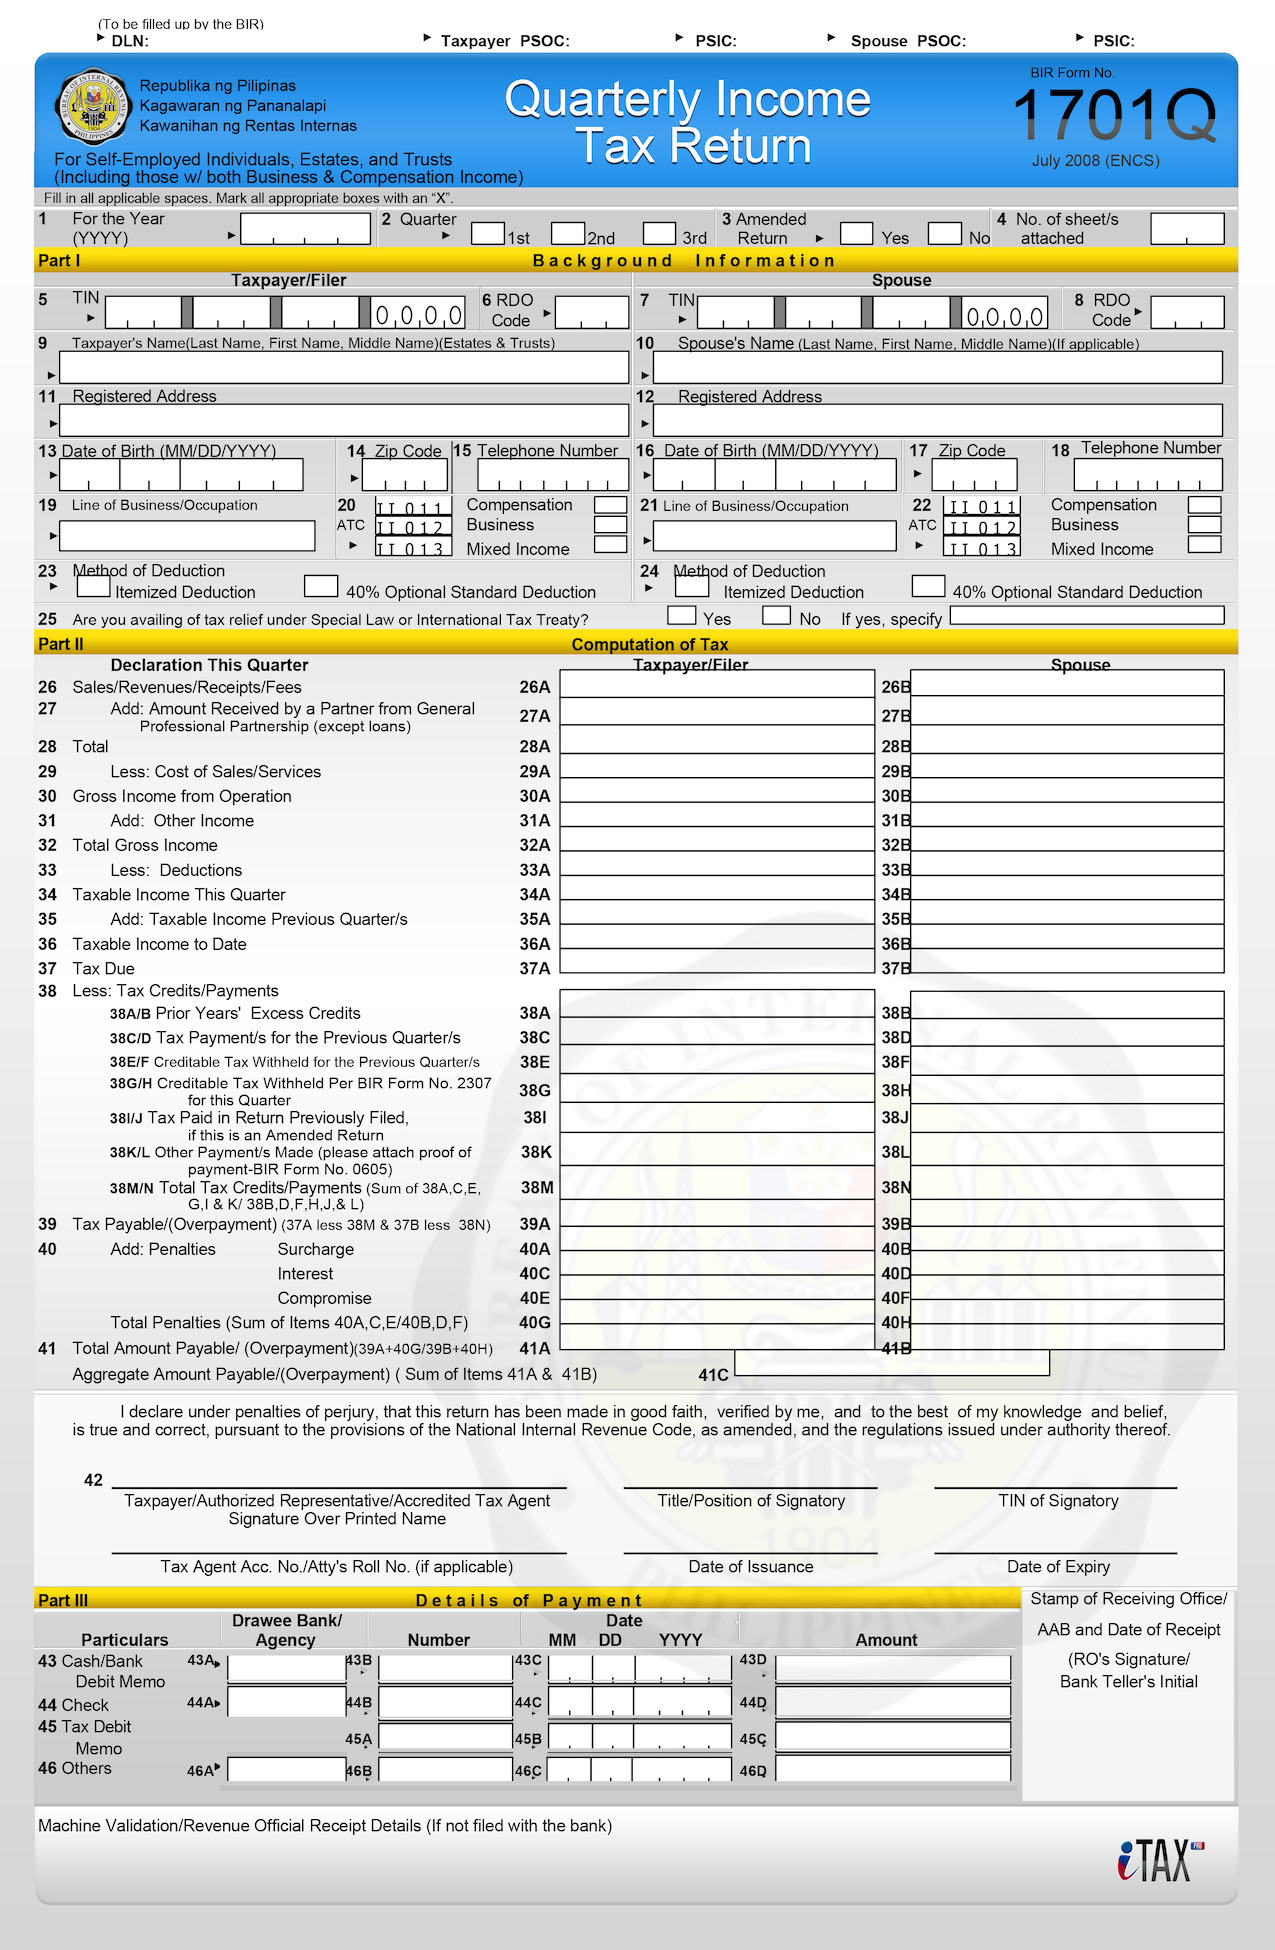 (To be filled up by the BIR)
DLN: Taxpayer PSOC: PSIC: Spouse PSOC: PSIC:
Republika ng Pilipinas
Kagawaran ng Pananalapi
Kawanihan ng Rentas Internas
For Self-Employed Individuals, Estates, and Trusts
(Including those w/ both Business & Compensation Income)
Quarterly Income
Tax Return
BIR Form No.
1701Q
July 2008 (ENCS)
Fill in all applicable spaces. Mark all appropriate boxes with an “X”.
1 For the Year (YYYY) 2 Quarter 1st 2nd 3rd 3 Amended Return Yes No 4 No. of sheet/s attached
Part I Background Information
Taxpayer/Filer Spouse
5 TIN 0,0,0,0 6 RDO Code 7 TIN 0,0,0,0 8 RDO Code
9 Taxpayer's Name(Last Name, First Name, Middle Name)(Estates & Trusts) 10 Spouse's Name (Last Name, First Name, Middle Name)(If applicable)
11 Registered Address 12 Registered Address
13 Date of Birth (MM/DD/YYYY) 14 Zip Code 15 Telephone Number 16 Date of Birth (MM/DD/YYYY) 17 Zip Code 18 Telephone Number
19 Line of Business/Occupation 20 II 011 Compensation 21 Line of Business/Occupation 22 II 011 Compensation
ATC II 012 Business ATC II 012 Business
II 013 Mixed Income II 013 Mixed Income
23 Method of Deduction 24 Method of Deduction
Itemized Deduction 40% Optional Standard Deduction Itemized Deduction 40% Optional Standard Deduction
25 Are you availing of tax relief under Special Law or International Tax Treaty? Yes No If yes, specify
Part II Computation of Tax
Declaration This Quarter Taxpayer/Filer Spouse
26 Sales/Revenues/Receipts/Fees 26A 26B
27 Add: Amount Received by a Partner from General
Professional Partnership (except loans) 27A 27B
28 Total 28A 28B
29 Less: Cost of Sales/Services 29A 29B
30 Gross Income from Operation 30A 30B
31 Add: Other Income 31A 31B
32 Total Gross Income 32A 32B
33 Less: Deductions 33A 33B
34 Taxable Income This Quarter 34A 34B
35 Add: Taxable Income Previous Quarter/s 35A 35B
36 Taxable Income to Date 36A 36B
37 Tax Due 37A 37B
38 Less: Tax Credits/Payments
38A/B Prior Years' Excess Credits 38A 38B
38C/D Tax Payment/s for the Previous Quarter/s 38C 38D
38E/F Creditable Tax Withheld for the Previous Quarter/s 38E 38F
38G/H Creditable Tax Withheld Per BIR Form No. 2307
for this Quarter 38G 38H
38I/J Tax Paid in Return Previously Filed, 38I 38J
if this is an Amended Return
38K/L Other Payment/s Made (please attach proof of 38K 38L
payment-BIR Form No. 0605)
38M/N Total Tax Credits/Payments (Sum of 38A,C,E, 38M 38N
G,I & K/ 38B,D,F,H,J,& L)
39 Tax Payable/(Overpayment) (37A less 38M & 37B less 38N) 39A 39B
40 Add: Penalties Surcharge 40A 40B
Interest 40C 40D
Compromise 40E 40F
Total Penalties (Sum of Items 40A,C,E/40B,D,F) 40G 40H
41 Total Amount Payable/ (Overpayment)(39A+40G/39B+40H) 41A 41B
Aggregate Amount Payable/(Overpayment) ( Sum of Items 41A & 41B) 41C
I declare under penalties of perjury, that this return has been made in good faith, verified by me, and to the best of my knowledge and belief,
is true and correct, pursuant to the provisions of the National Internal Revenue Code, as amended, and the regulations issued under authority thereof.
42
Taxpayer/Authorized Representative/Accredited Tax Agent Title/Position of Signatory TIN of Signatory
Signature Over Printed Name
Tax Agent Acc. No./Atty's Roll No. (if applicable) Date of Issuance Date of Expiry
Part III Details of Payment
Stamp of Receiving Office/
AAB and Date of Receipt
(RO's Signature/
Bank Teller's Initial
Drawee Bank/ Date
Particulars Agency Number MM DD YYYY Amount
43 Cash/Bank 43A 43B 43C 43D
Debit Memo
44 Check 44A 44B 44C 44D
45 Tax Debit
Memo 45A 45B 45C
46 Others 46A 46B 46C 46D
Machine Validation/Revenue Official Receipt Details (If not filed with the bank)
iTAX
BUREAU OF INTERNAL REVENUE
1904
PHILIPPINES